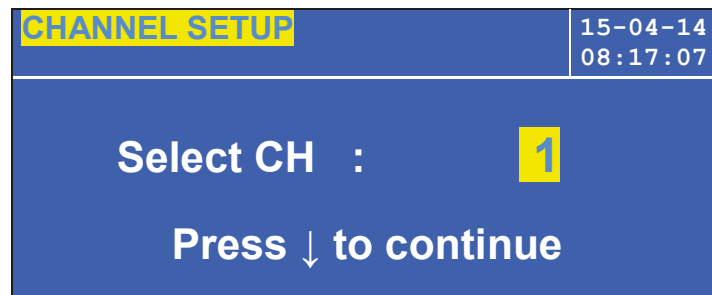 CHANNEL SETUP
15-04-14
08:17:07
Select CH : 1
Press ↓ to continue